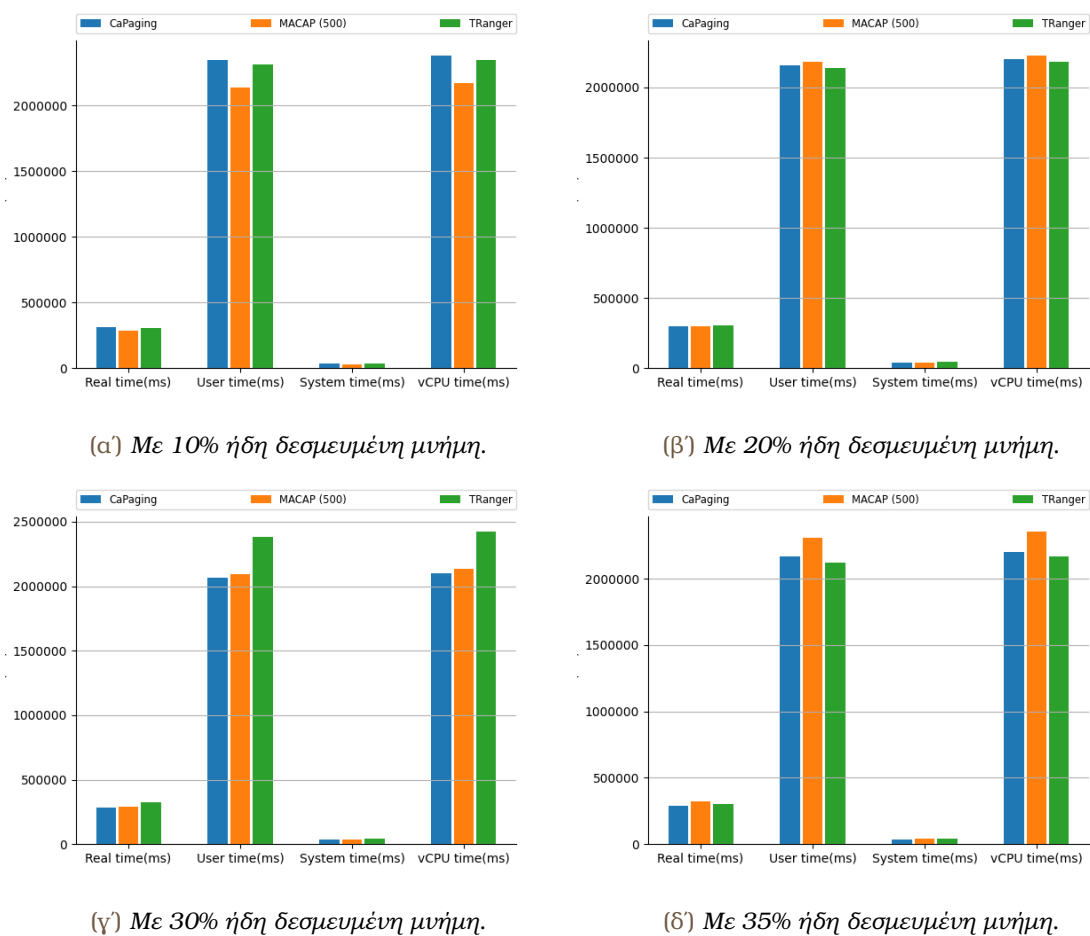 CaPaging MACAP (500) TRanger
2000000
1500000
1000000
500000
0
Real time(ms) User time(ms) System time(ms) vCPU time(ms)
(α΄) Με 10% ήδη δεσμευμένη μνήμη.
CaPaging MACAP (500) TRanger
2000000
1500000
1000000
500000
0
Real time(ms) User time(ms) System time(ms) vCPU time(ms)
(β΄) Με 20% ήδη δεσμευμένη μνήμη.
CaPaging MACAP (500) TRanger
2500000
2000000
1500000
1000000
500000
0
Real time(ms) User time(ms) System time(ms) vCPU time(ms)
(γ΄) Με 30% ήδη δεσμευμένη μνήμη.
CaPaging MACAP (500) TRanger
2000000
1500000
1000000
500000
0
Real time(ms) User time(ms) System time(ms) vCPU time(ms)
(δ΄) Με 35% ήδη δεσμευμένη μνήμη.